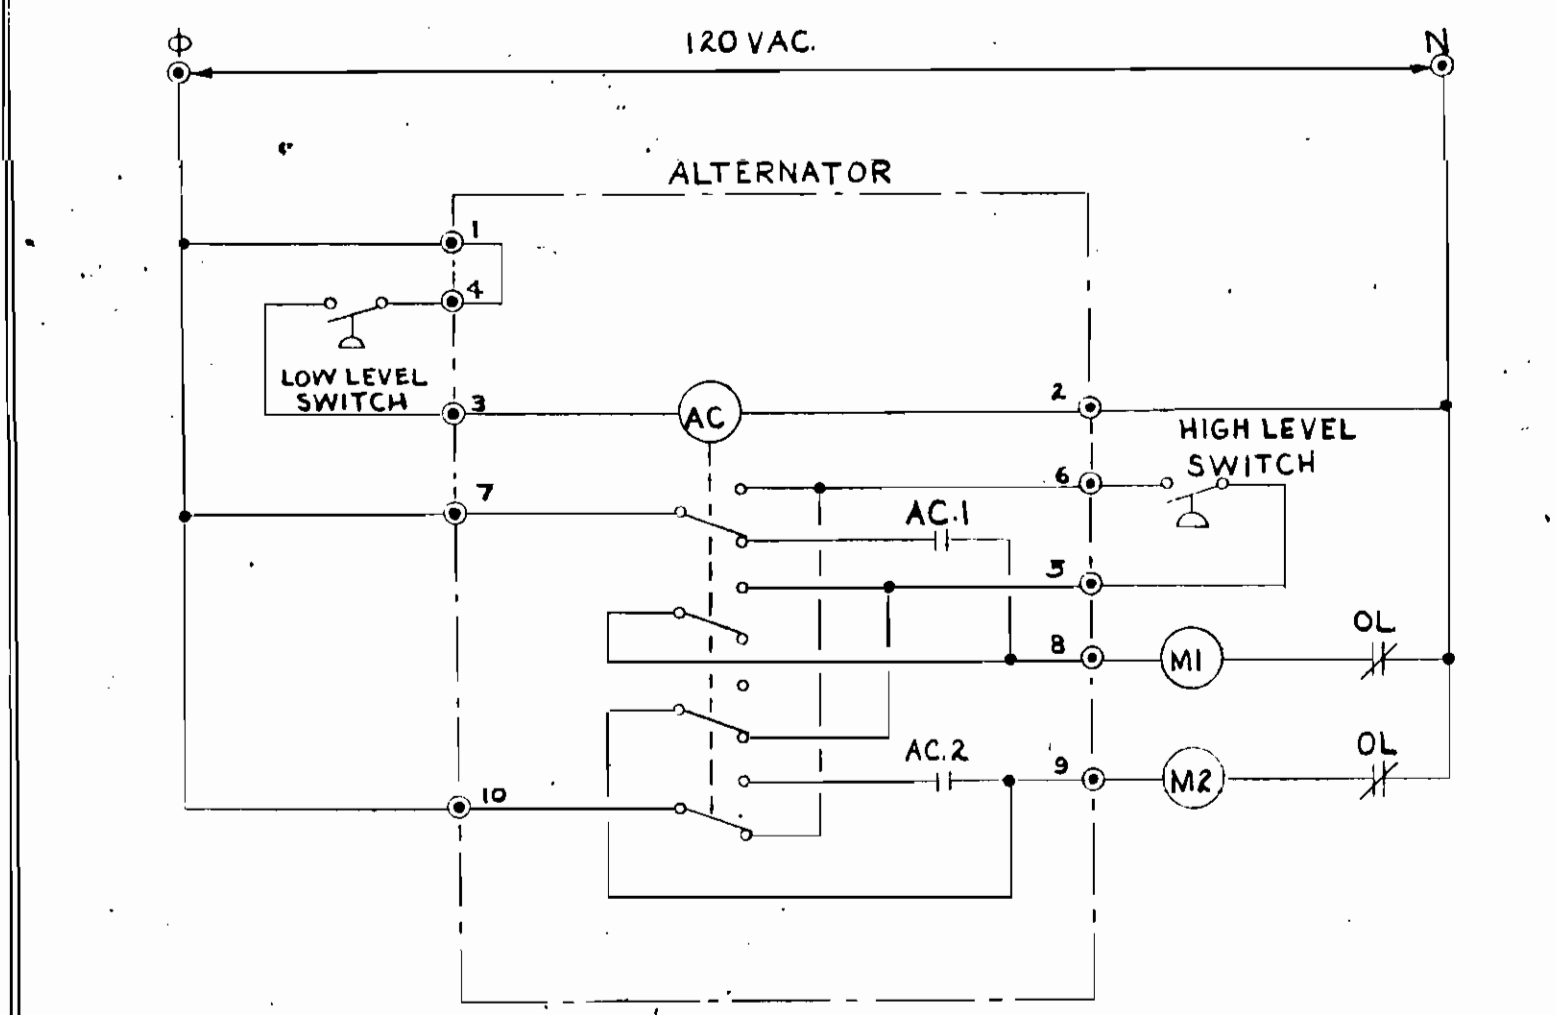 Φ
120 VAC.
N
ALTERNATOR
1
4
LOW LEVEL
SWITCH
3
AC
2
HIGH LEVEL
SWITCH
7
6
AC.1
5
8
M1
OL
AC.2
9
M2
OL
10